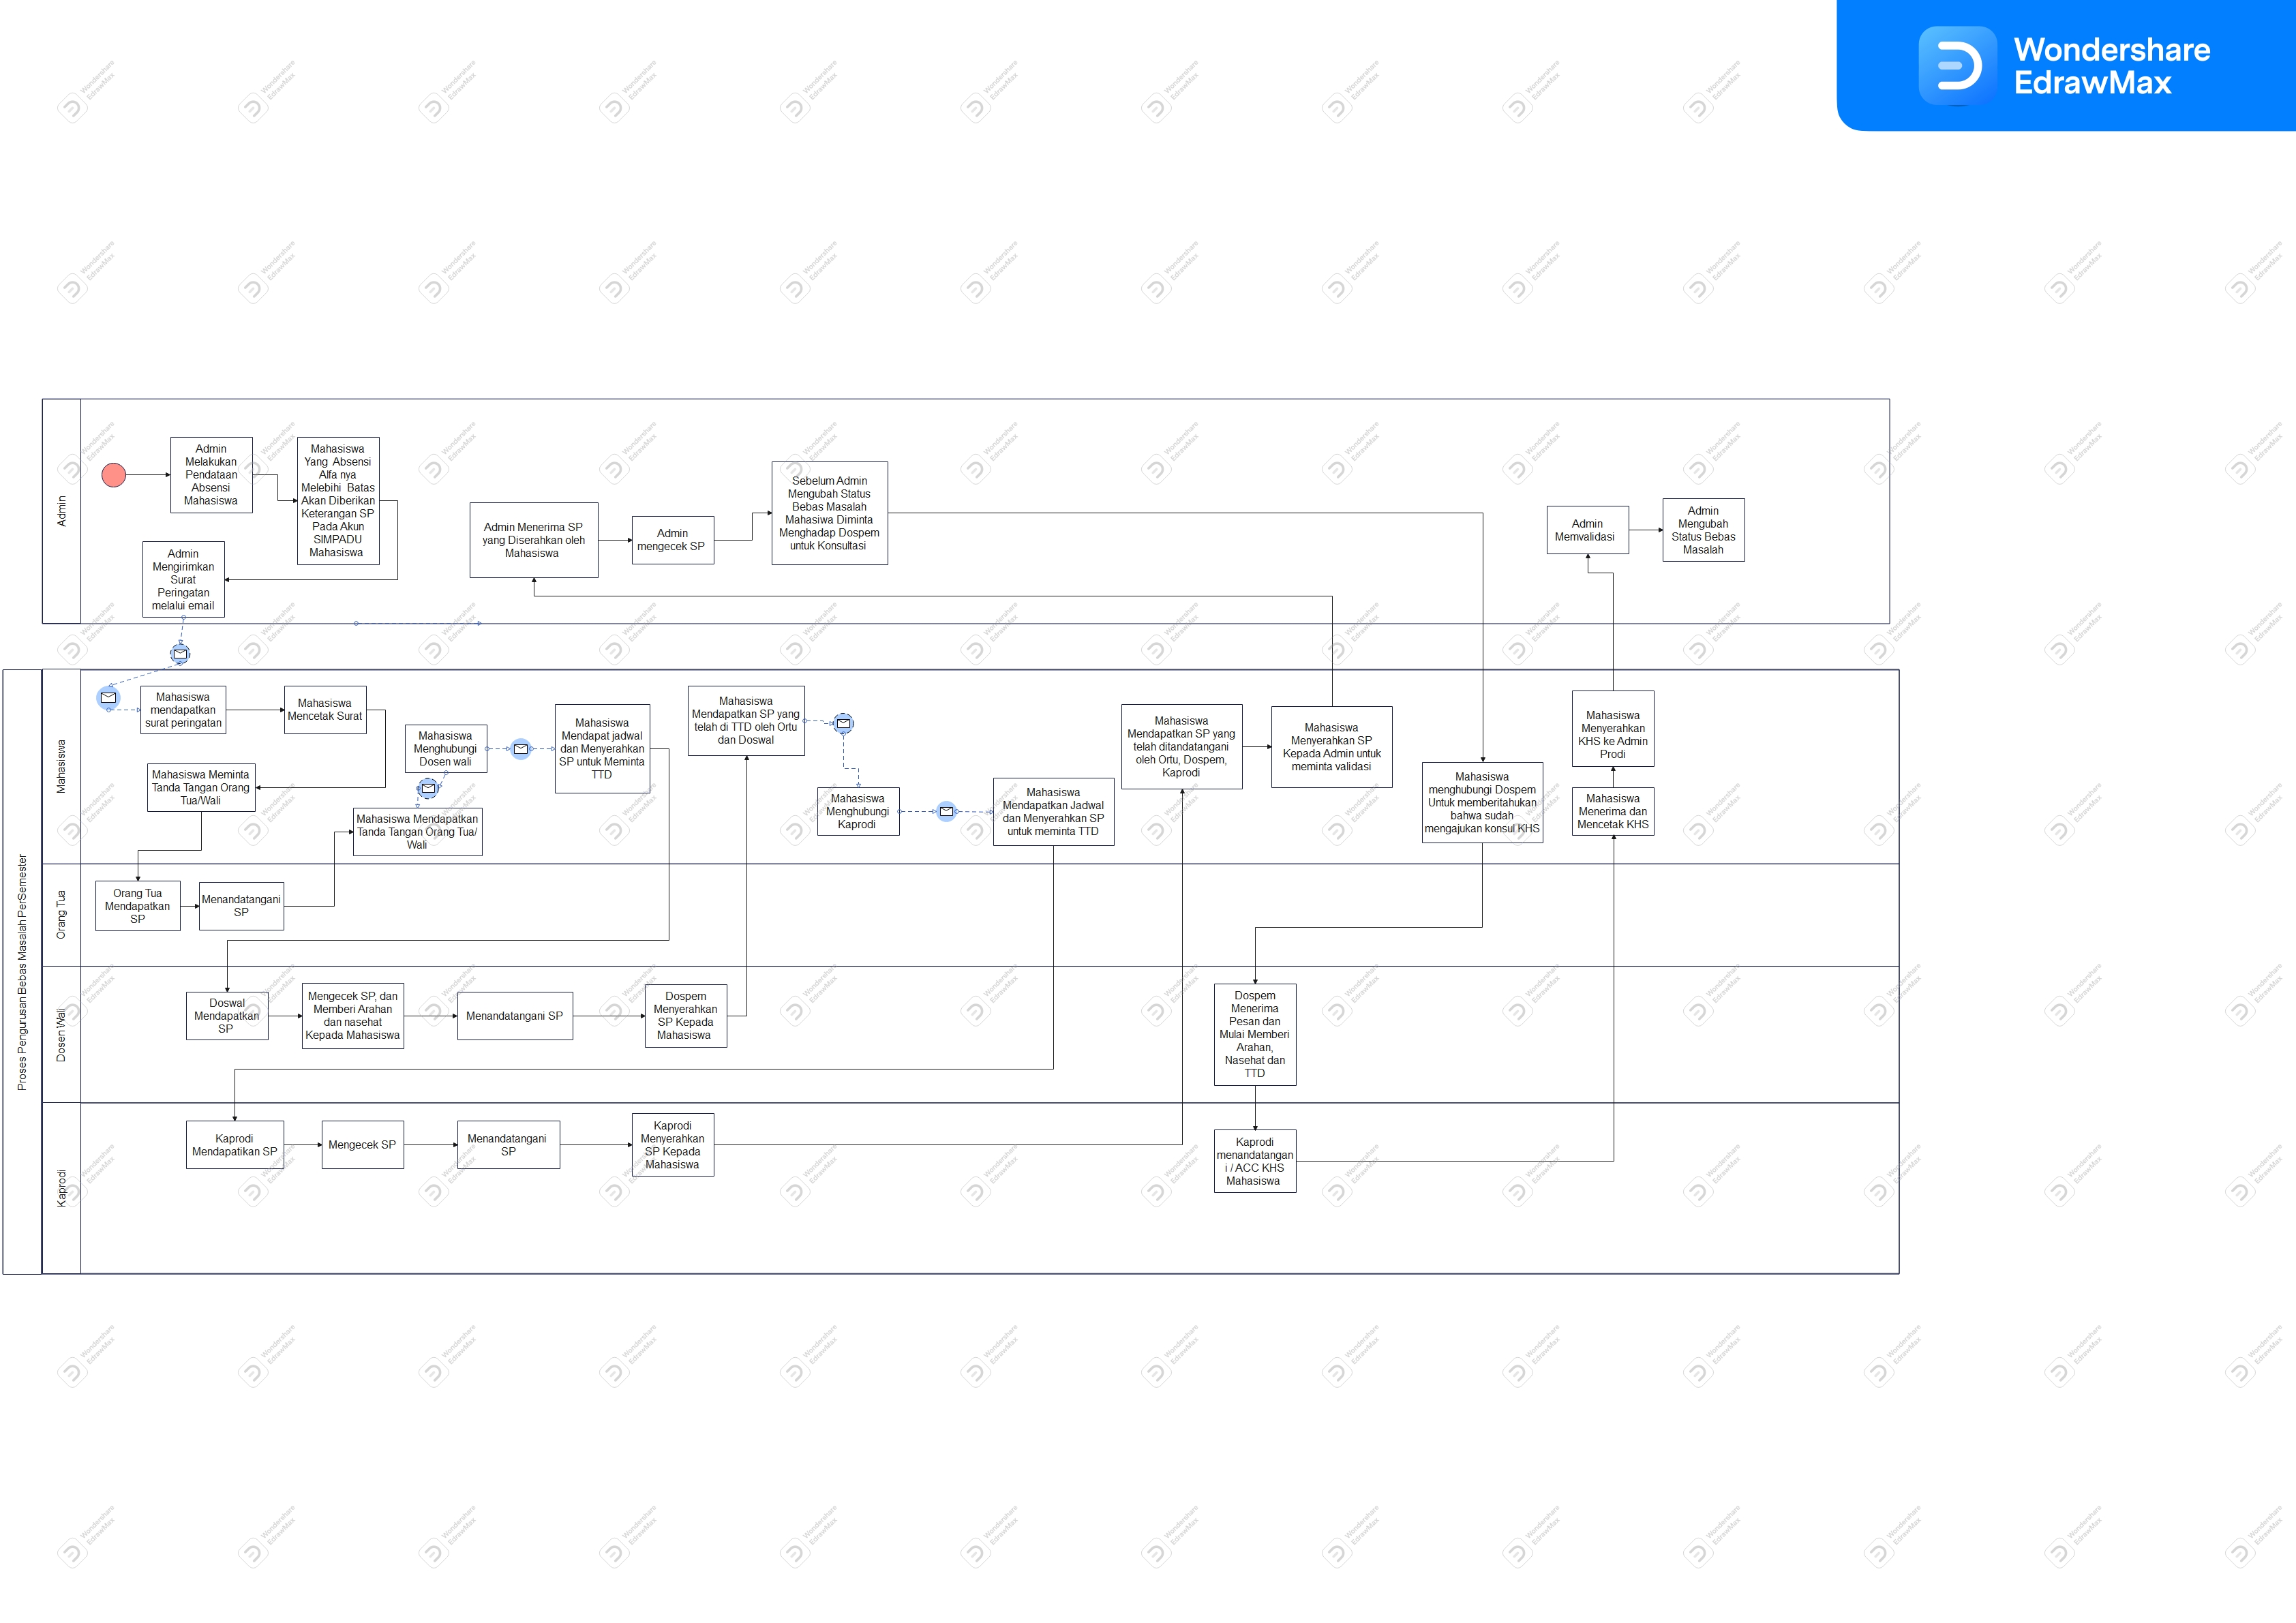 Wondershare
EdrawMax
Admin
Admin
Melakukan
Pendataan
Absensi
Mahasiswa
Mahasiswa
Yang Absensi
Alfa nya
Melebihi Batas
Akan Diberikan
Keterangan SP
Pada Akun
SIMPADU
Mahasiswa
Admin
Mengirimkan
Surat
Peringatan
melalui email
Admin Menerima SP
yang Diserahkan oleh
Mahasiswa
Admin
mengecek SP
Sebelum Admin
Mengubah Status
Bebas Masalah
Mahasiwa Diminta
Menghadap Dospem
untuk Konsultasi
Admin
Memvalidasi
Admin
Mengubah
Status Bebas
Masalah
Proses Pengurusan Bebas Masalah PerSemester
Mahasiswa
Mahasiswa
mendapatkan
surat peringatan
Mahasiswa
Mencetak Surat
Mahasiswa Meminta
Tanda Tangan Orang
Tua/Wali
Mahasiswa
Menghubungi
Dosen wali
Mahasiswa Mendapatkan
Tanda Tangan Orang Tua/
Wali
Mahasiswa
Mendapat jadwal
dan Menyerahkan
SP untuk Meminta
TTD
Mahasiswa
Mendapatkan SP yang
telah di TTD oleh Ortu
dan Doswal
Mahasiswa
Menghubungi
Kaprodi
Mahasiswa
Mendapatkan Jadwal
dan Menyerahkan SP
untuk meminta TTD
Mahasiswa
Mendapatkan SP yang
telah ditandatangani
oleh Ortu, Dospem,
Kaprodi
Mahasiswa
Menyerahkan SP
Kepada Admin untuk
meminta validasi
Mahasiswa
menghubungi Dospem
Untuk memberitahukan
bahwa sudah
mengajukan konsul KHS
Mahasiswa
Menyerahkan
KHS ke Admin
Prodi
Mahasiswa
Menerima dan
Mencetak KHS
Orang Tua
Orang Tua
Mendapatkan
SP
Menandatangani
SP
Dosen Wali
Doswal
Mendapatkan
SP
Mengecek SP, dan
Memberi Arahan
dan nasehat
Kepada Mahasiswa
Menandatangani SP
Dospem
Menyerahkan
SP Kepada
Mahasiswa
Dospem
Menerima
Pesan dan
Mulai Memberi
Arahan,
Nasehat dan
TTD
Kaprodi
Kaprodi
Mendapatikan SP
Mengecek SP
Menandatangani
SP
Kaprodi
Menyerahkan
SP Kepada
Mahasiswa
Kaprodi
menandatangan
i / ACC KHS
Mahasiswa